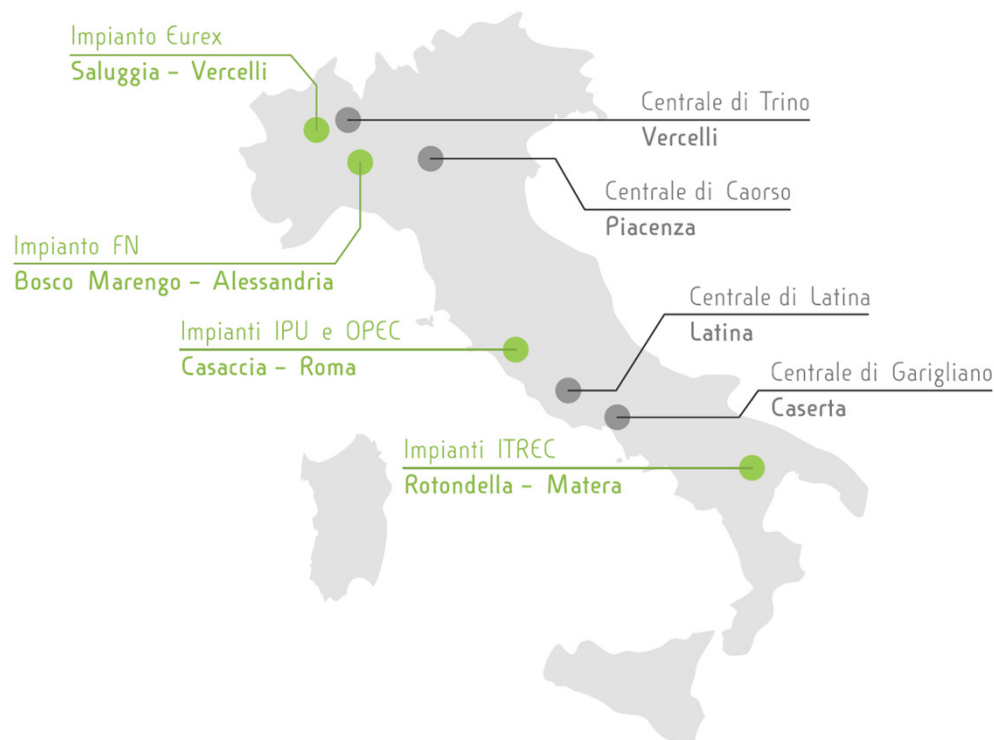 Impianto Eurex
Saluggia – Vercelli
Centrale di Trino
Vercelli
Centrale di Caorso
Piacenza
Impianto FN
Bosco Marengo – Alessandria
Centrale di Latina
Latina
Impianti IPU e OPEC
Casaccia – Roma
Centrale di Garigliano
Caserta
Impianti ITREC
Rotondella – Matera